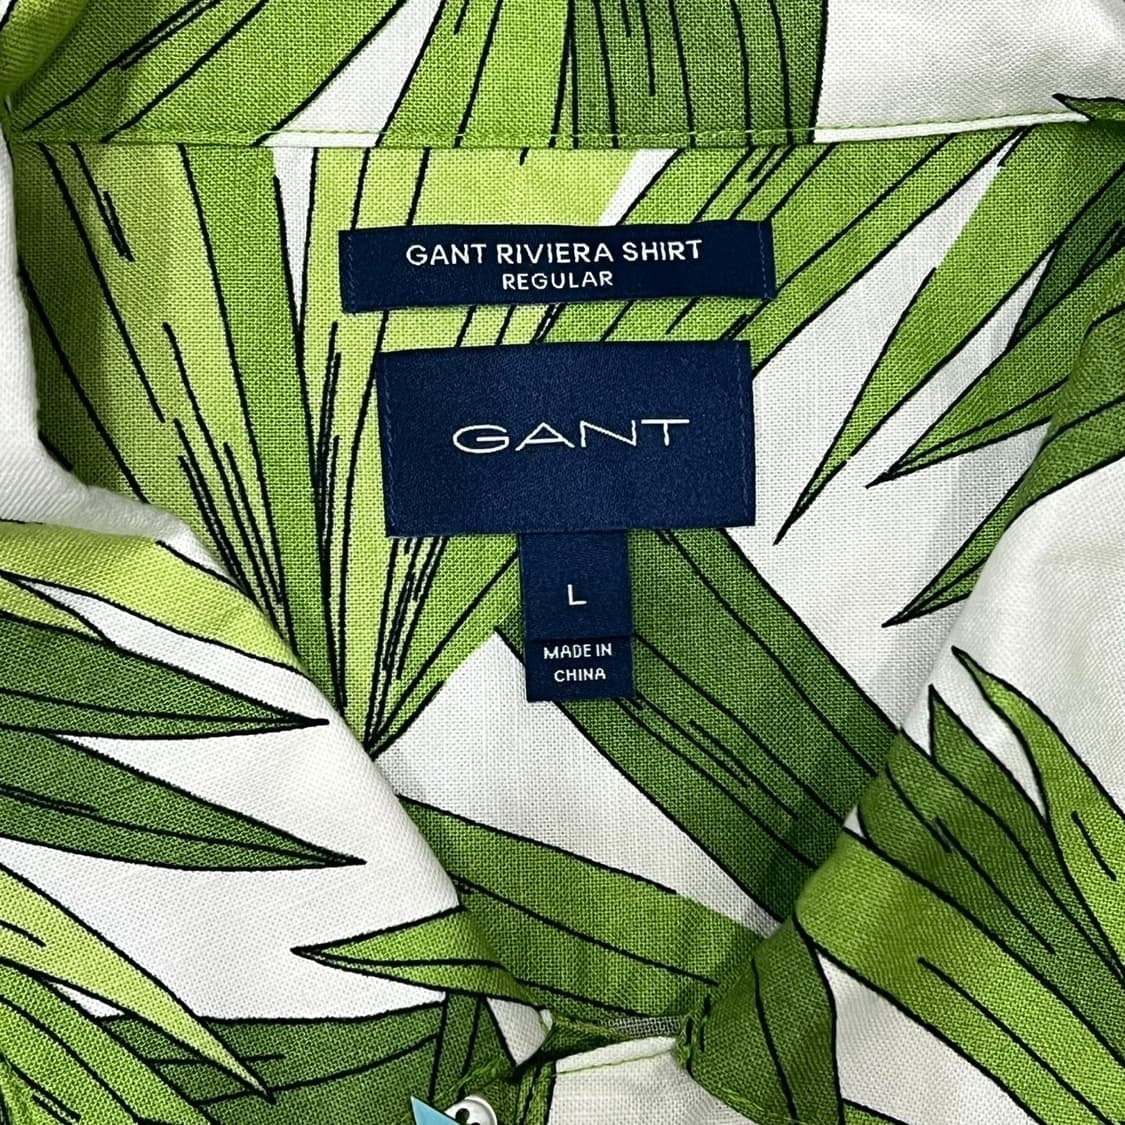 GANT RIVIERA SHIRT
REGULAR
GANT
L
MADE IN
CHINA